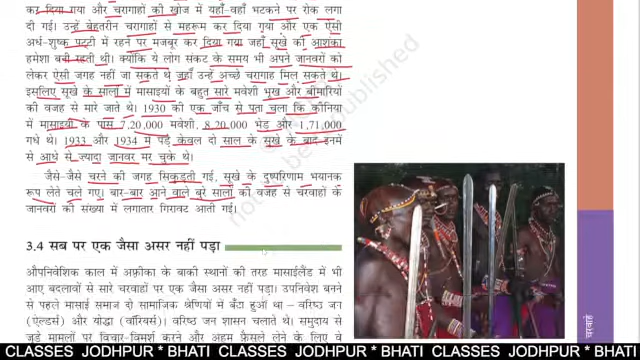 कर दिया गया और चरागाहों की खोज में यहाँ-वहाँ भटकने पर रोक लगा
दी गई। उन्हें बेहतरीन चरागाहों से महरूम कर दिया गया और एक ऐसी
अर्ध-शुष्क पट्टी में रहने पर मजबूर कर दिया गया जहाँ सूखे की आशंका
हमेशा बनी रहती थी। क्योंकि ये लोग संकट के समय भी अपने जानवरों को
लेकर ऐसी जगह नहीं जा सकते थे जहाँ उन्हें अच्छे चरागाह मिल सकते थे।
इसलिए सूखे के सालों में मासाइयों के बहुत सारे मवेशी भूख और बीमारियों
की वजह से मारे जाते थे। 1930 की एक जाँच से पता चला कि कीनिया
में मासाइयों के पास 7,20,000 मवेशी, 8,20,000 भेड़ और 1,71,000
गधे थे। 1933 और 1934 में पड़े केवल दो साल के सूखे के बाद इनमें
से आधे से ज़्यादा जानवर मर चुके थे।
जैसे-जैसे चरने की जगह सिकुड़ती गई, सूखे के दुष्परिणाम भयानक
रूप लेते चले गए। बार-बार आने वाले बुरे सालों की वजह से चरवाहों के
जानवरों की संख्या में लगातार गिरावट आती गई।
3.4 सब पर एक जैसा असर नहीं पड़ा
औपनिवेशिक काल में अफ़्रीका के बाकी स्थानों की तरह मासाईलैंड में भी
आए बदलावों से सारे चरवाहों पर एक जैसा असर नहीं पड़ा। उपनिवेश बनने
से पहले मासाई समाज दो सामाजिक श्रेणियों में बँटा हुआ था – वरिष्ठ जन
(ऐल्डर्स) और योद्धा (वॉरियर्स)। वरिष्ठ जन शासन चलाते थे। समुदाय से
जुड़े मामलों पर विचार-विमर्श करने और अहम फ़ैसले लेने के लिए वे
चरवाहे
not be republished
CLASSES JODHPUR * BHATI CLASSES JODHPUR * BHATI CLASSES JODHPUR * BHATI